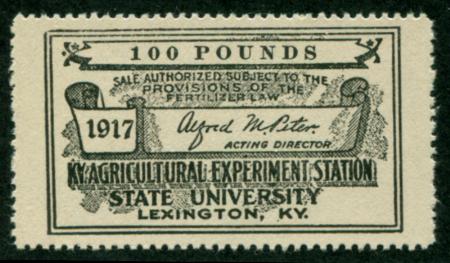 100 POUNDS
SALE AUTHORIZED SUBJECT TO THE
PROVISIONS OF THE
FERTILIZER LAW
1917
Alfred M. Peter.
ACTING DIRECTOR
KY. AGRICULTURAL EXPERIMENT STATION
STATE UNIVERSITY
LEXINGTON, KY.